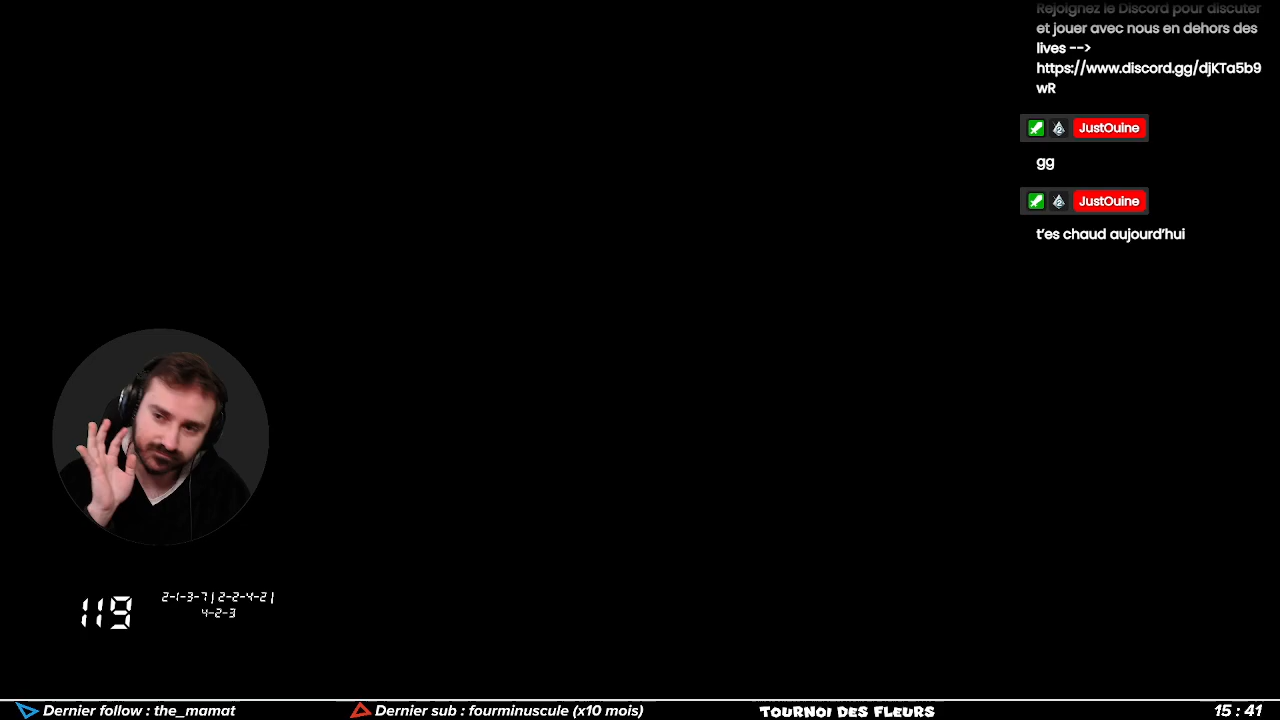 Rejoignez le Discord pour discuter
et jouer avec nous en dehors des
lives -->
https://www.discord.gg/djKTa5b9
wR
JustOuine
gg
JustOuine
t'es chaud aujourd'hui
119
2-1-3-7 | 2-2-4-2 |
4-2-3
Dernier follow : the_mamat
Dernier sub : fourminuscule (x10 mois)
TOURNOI DES FLEURS
15 : 41